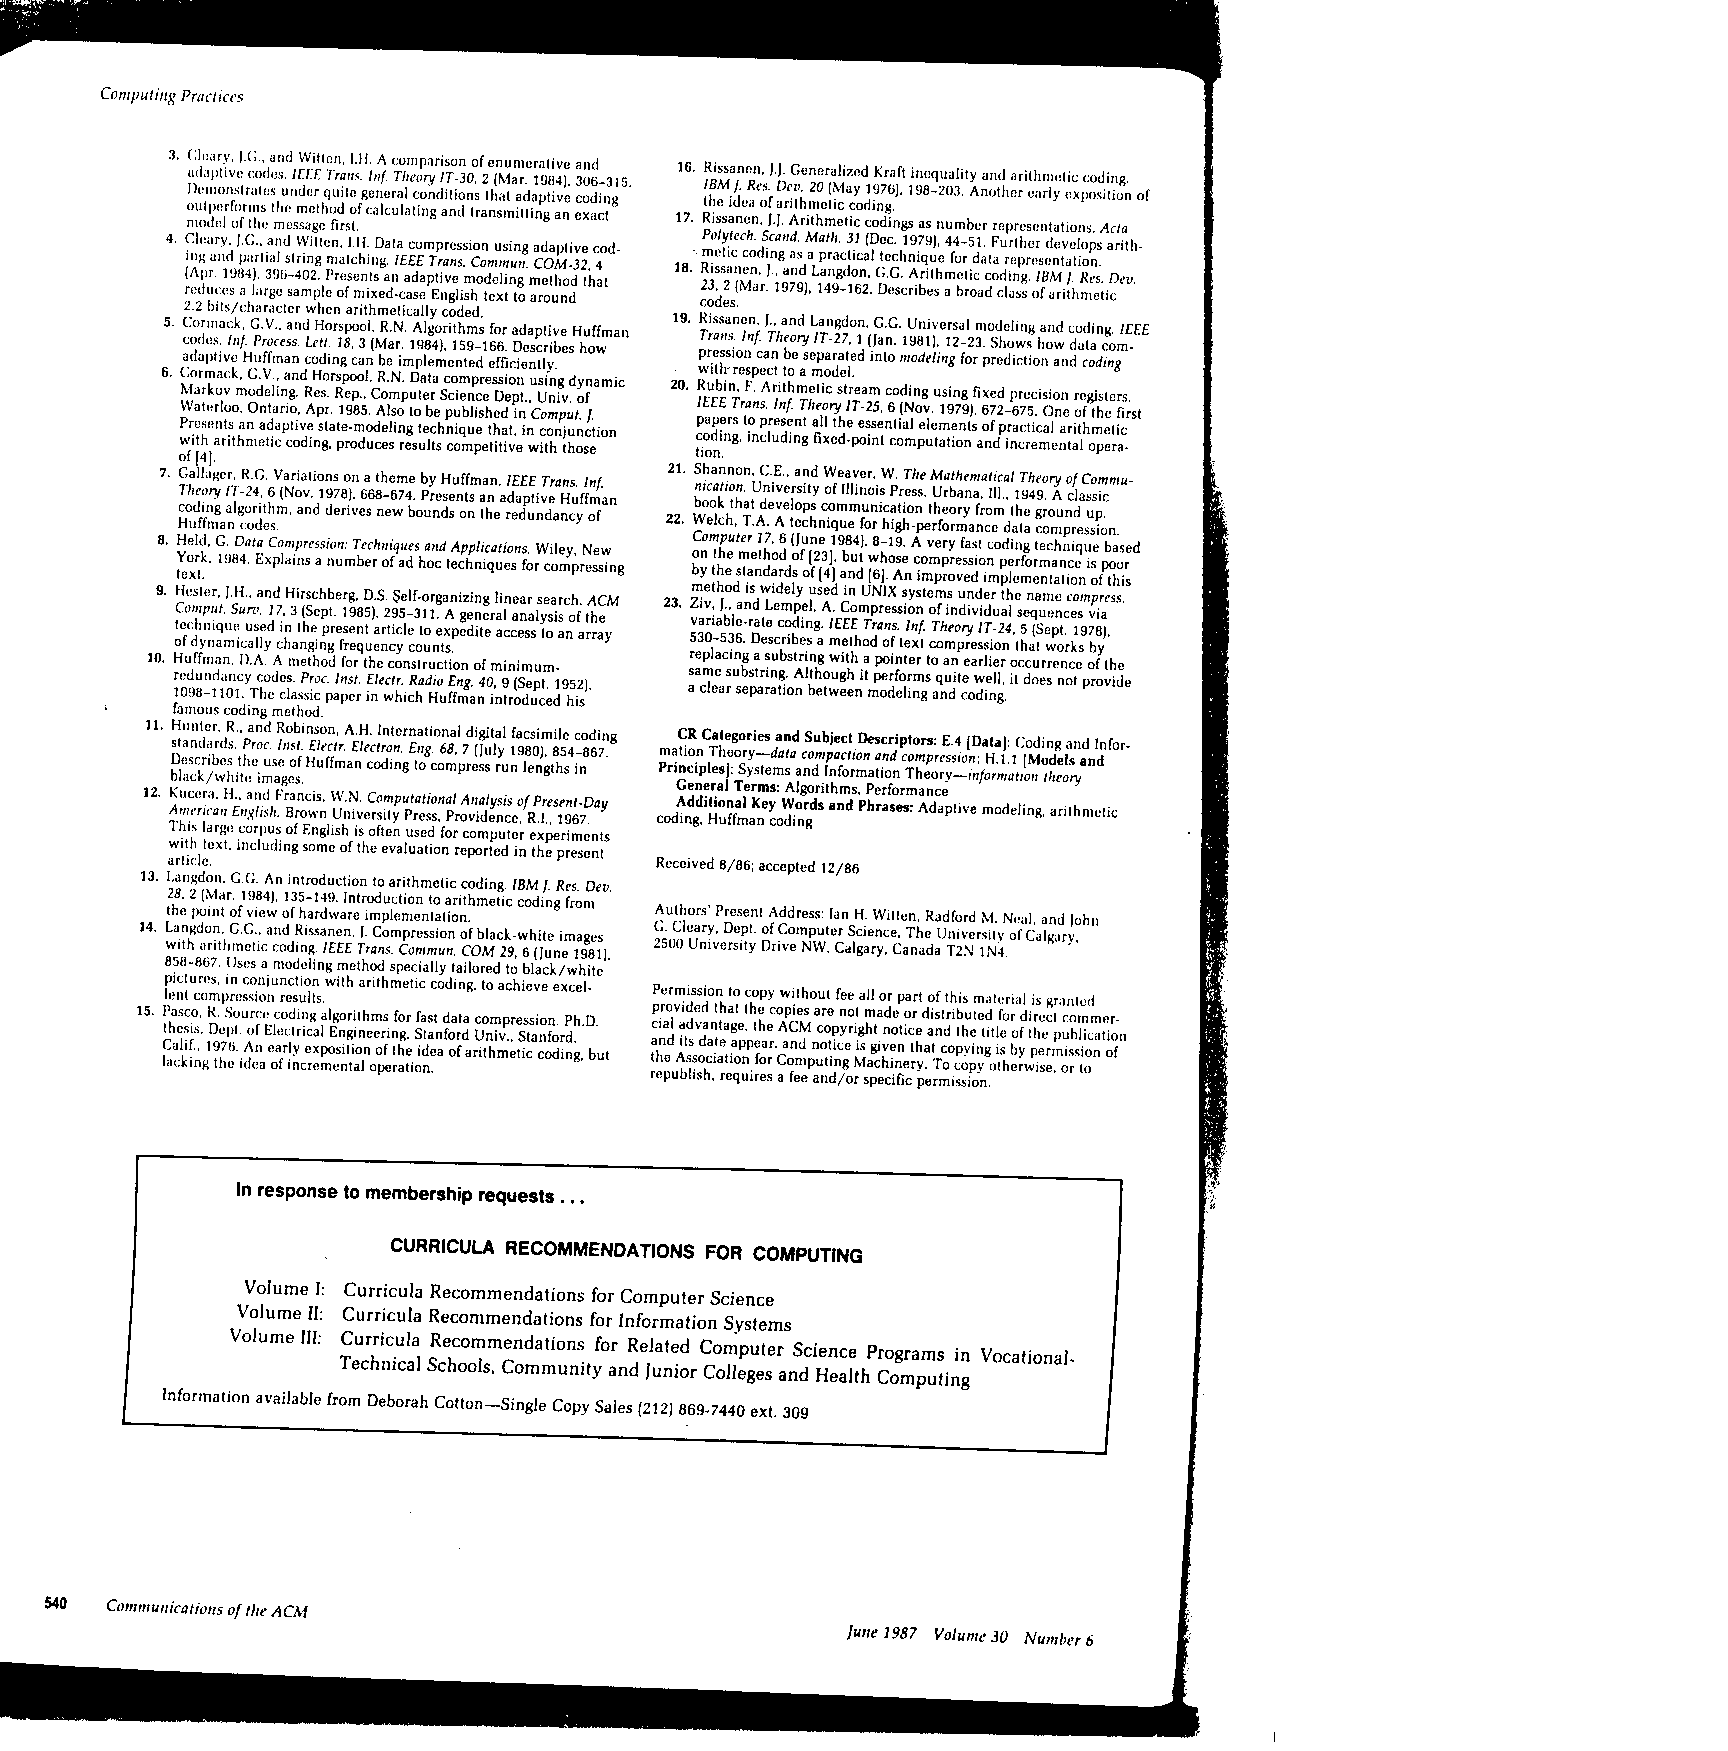 Computing Practices
3. Cleary, J.G., and Witten, I.H. A comparison of enumerative and
adaptive codes. IEEE Trans. Inf. Theory IT-30, 2 (Mar. 1984), 306–315.
Demonstrates under quite general conditions that adaptive coding
outperforms the method of calculating and transmitting an exact
model of the message first.
4. Cleary, J.G., and Witten, I.H. Data compression using adaptive cod-
ing and partial string matching. IEEE Trans. Commun. COM-32, 4
(Apr. 1984), 396–402. Presents an adaptive modeling method that
reduces a large sample of mixed-case English text to around
2.2 bits/character when arithmetically coded.
5. Cormack, G.V., and Horspool, R.N. Algorithms for adaptive Huffman
codes. Inf. Process. Lett. 18, 3 (Mar. 1984), 159–166. Describes how
adaptive Huffman coding can be implemented efficiently.
6. Cormack, G.V., and Horspool, R.N. Data compression using dynamic
Markov modeling. Res. Rep., Computer Science Dept., Univ. of
Waterloo, Ontario, Apr. 1985. Also to be published in Comput. J.
Presents an adaptive state-modeling technique that, in conjunction
with arithmetic coding, produces results competitive with those
of [4].
7. Gallager, R.G. Variations on a theme by Huffman. IEEE Trans. Inf.
Theory IT-24, 6 (Nov. 1978), 668–674. Presents an adaptive Huffman
coding algorithm, and derives new bounds on the redundancy of
Huffman codes.
8. Held, G. Data Compression: Techniques and Applications. Wiley, New
York, 1984. Explains a number of ad hoc techniques for compressing
text.
9. Hester, J.H., and Hirschberg, D.S. Self-organizing linear search. ACM
Comput. Surv. 17, 3 (Sept. 1985), 295–311. A general analysis of the
technique used in the present article to expedite access to an array
of dynamically changing frequency counts.
10. Huffman, D.A. A method for the construction of minimum-
redundancy codes. Proc. Inst. Electr. Radio Eng. 40, 9 (Sept. 1952),
1098–1101. The classic paper in which Huffman introduced his
famous coding method.
11. Hunter, R., and Robinson, A.H. International digital facsimile coding
standards. Proc. Inst. Electr. Electron. Eng. 68, 7 (July 1980), 854–867.
Describes the use of Huffman coding to compress run lengths in
black/white images.
12. Kucera, H., and Francis, W.N. Computational Analysis of Present-Day
American English. Brown University Press, Providence, R.I., 1967.
This large corpus of English is often used for computer experiments
with text, including some of the evaluation reported in the present
article.
13. Langdon, G.G. An introduction to arithmetic coding. IBM J. Res. Dev.
28, 2 (Mar. 1984), 135–149. Introduction to arithmetic coding from
the point of view of hardware implementation.
14. Langdon, G.G., and Rissanen, J. Compression of black-white images
with arithmetic coding. IEEE Trans. Commun. COM 29, 6 (June 1981),
858–867. Uses a modeling method specially tailored to black/white
pictures, in conjunction with arithmetic coding, to achieve excel-
lent compression results.
15. Pasco, R. Source coding algorithms for fast data compression. Ph.D.
thesis, Dept. of Electrical Engineering, Stanford Univ., Stanford,
Calif., 1976. An early exposition of the idea of arithmetic coding, but
lacking the idea of incremental operation.
16. Rissanen, J.J. Generalized Kraft inequality and arithmetic coding.
IBM J. Res. Dev. 20 (May 1976), 198–203. Another early exposition of
the idea of arithmetic coding.
17. Rissanen, J.J. Arithmetic codings as number representations. Acta
Polytech. Scand. Math. 31 (Dec. 1979), 44–51. Further develops arith-
metic coding as a practical technique for data representation.
18. Rissanen, J., and Langdon, G.G. Arithmetic coding. IBM J. Res. Dev.
23, 2 (Mar. 1979), 149–162. Describes a broad class of arithmetic
codes.
19. Rissanen, J., and Langdon, G.G. Universal modeling and coding. IEEE
Trans. Inf. Theory IT-27, 1 (Jan. 1981), 12–23. Shows how data com-
pression can be separated into modeling for prediction and coding
with respect to a model.
20. Rubin, F. Arithmetic stream coding using fixed precision registers.
IEEE Trans. Inf. Theory IT-25, 6 (Nov. 1979), 672–675. One of the first
papers to present all the essential elements of practical arithmetic
coding, including fixed-point computation and incremental opera-
tion.
21. Shannon, C.E., and Weaver, W. The Mathematical Theory of Commu-
nication. University of Illinois Press, Urbana, Ill., 1949. A classic
book that develops communication theory from the ground up.
22. Welch, T.A. A technique for high-performance data compression.
Computer 17, 6 (June 1984), 8–19. A very fast coding technique based
on the method of [23], but whose compression performance is poor
by the standards of [4] and [6]. An improved implementation of this
method is widely used in UNIX systems under the name compress.
23. Ziv, J., and Lempel, A. Compression of individual sequences via
variable-rate coding. IEEE Trans. Inf. Theory IT-24, 5 (Sept. 1978),
530–536. Describes a method of text compression that works by
replacing a substring with a pointer to an earlier occurrence of the
same substring. Although it performs quite well, it does not provide
a clear separation between modeling and coding.
CR Categories and Subject Descriptors: E.4 [Data]: Coding and Infor-
mation Theory—data compaction and compression; H.1.1 [Models and
Principles]: Systems and Information Theory—information theory
General Terms: Algorithms, Performance
Additional Key Words and Phrases: Adaptive modeling, arithmetic
coding, Huffman coding
Received 8/86; accepted 12/86
Authors' Present Address: Ian H. Witten, Radford M. Neal, and John
G. Cleary, Dept. of Computer Science, The University of Calgary,
2500 University Drive NW, Calgary, Canada T2N 1N4.
Permission to copy without fee all or part of this material is granted
provided that the copies are not made or distributed for direct commer-
cial advantage, the ACM copyright notice and the title of the publication
and its date appear, and notice is given that copying is by permission of
the Association for Computing Machinery. To copy otherwise, or to
republish, requires a fee and/or specific permission.
In response to membership requests . . .
CURRICULA RECOMMENDATIONS FOR COMPUTING
Volume I: Curricula Recommendations for Computer Science
Volume II: Curricula Recommendations for Information Systems
Volume III: Curricula Recommendations for Related Computer Science Programs in Vocational-
Technical Schools, Community and Junior Colleges and Health Computing
Information available from Deborah Cotton—Single Copy Sales (212) 869-7440 ext. 309
540 Communications of the ACM
June 1987 Volume 30 Number 6